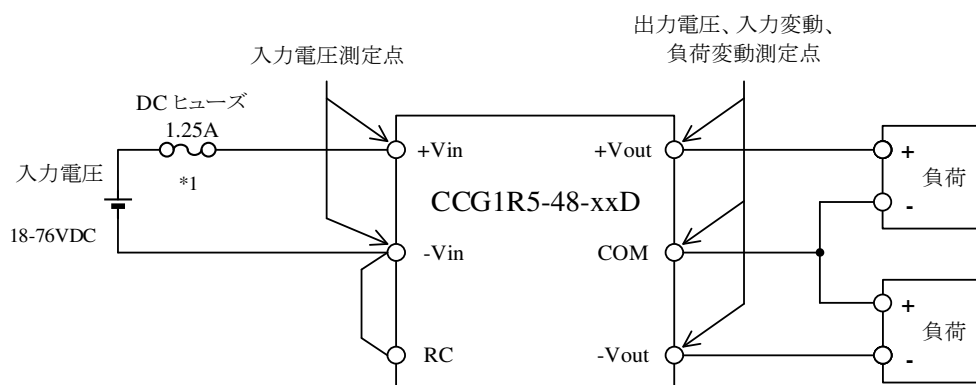 出力電圧、入力変動、
負荷変動測定点
入力電圧測定点
DC ヒューズ
1.25A
*1
入力電圧
18-76VDC
+Vin
-Vin
RC
CCG1R5-48-xxD
+Vout
COM
-Vout
+
負荷
-
+
負荷
-